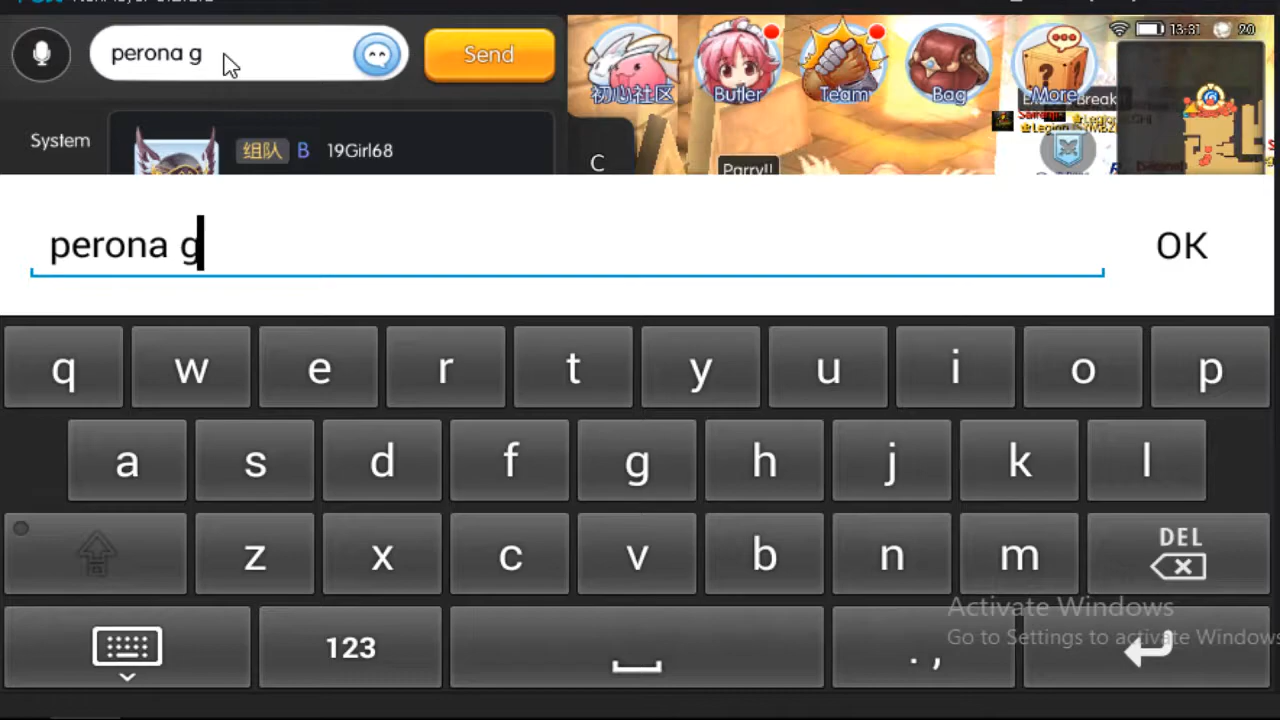 perona g
Send
初心社区
Butler
Team
Bag
More
13:31
20
System
组队 B 19Girl68
C
Parry!!
Break
perona g
OK
q w e r t y u i o p
a s d f g h j k l
z x c v b n m DEL
123 . ,
Activate Windows
Go to Settings to activate Windows